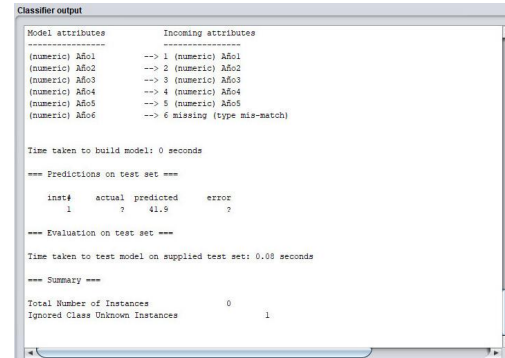 Classifier output
Model attributes          Incoming attributes
----------------          ----------------
(numeric) Año1            --> 1 (numeric) Año1
(numeric) Año2            --> 2 (numeric) Año2
(numeric) Año3            --> 3 (numeric) Año3
(numeric) Año4            --> 4 (numeric) Año4
(numeric) Año5            --> 5 (numeric) Año5
(numeric) Año6            --> 6 missing (type mis-match)
Time taken to build model: 0 seconds
=== Predictions on test set ===
inst#     actual  predicted      error
1          ?       41.9          ?
=== Evaluation on test set ===
Time taken to test model on supplied test set: 0.08 seconds
=== Summary ===
Total Number of Instances                0
Ignored Class Unknown Instances                  1